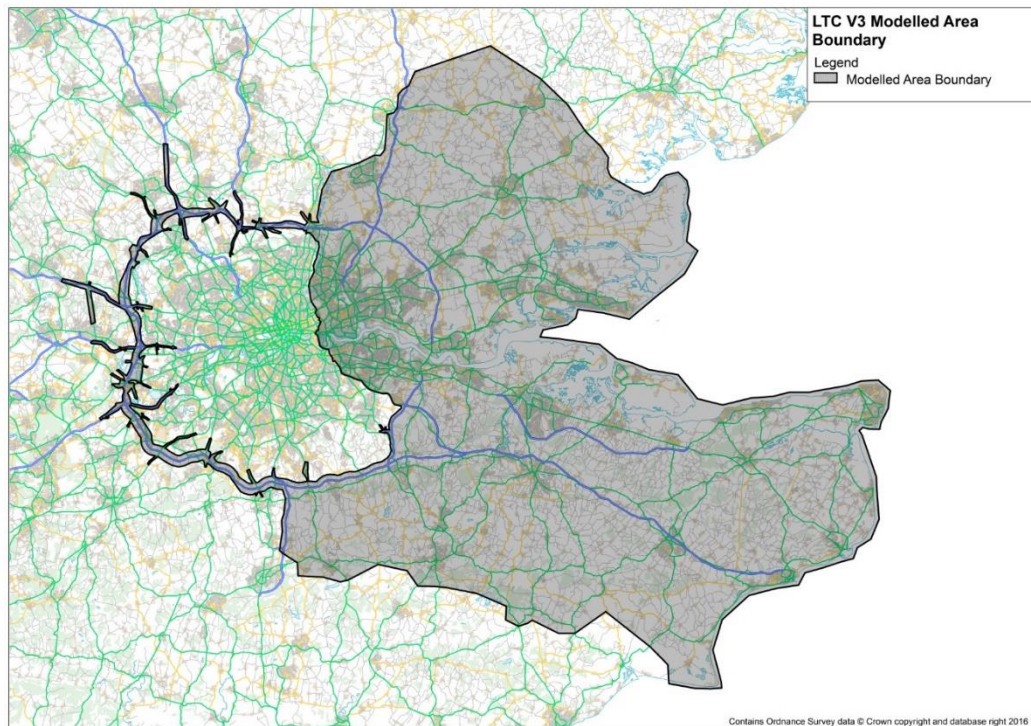 LTC V3 Modelled Area
Boundary
Legend
Modelled Area Boundary
Contains Ordnance Survey data © Crown copyright and database right 2016